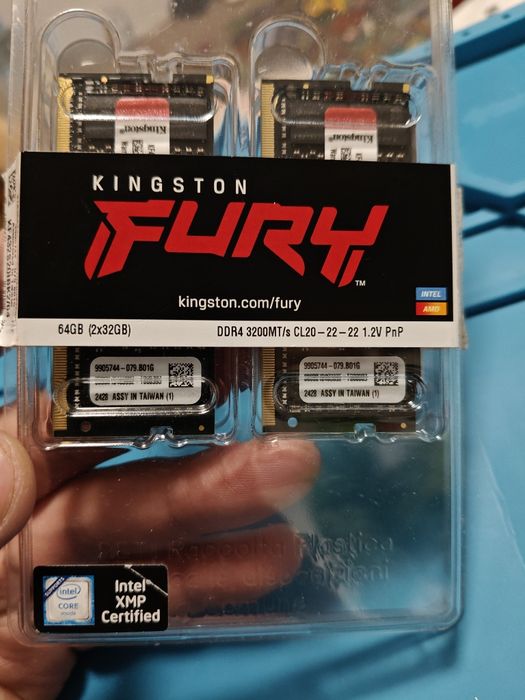 Kingston
Kingston
KINGSTON
FURY™
kingston.com/fury
INTEL
AMD
64GB (2x32GB)
DDR4 3200MT/s CL20-22-22 1.2V PnP
9905744-079.B01G
2428 ASSY IN TAIWAN (1)
9905744-079.B01G
2428 ASSY IN TAIWAN (1)
Raccolta Plastica
intel
CORE
inside
Intel®
XMP
Certified